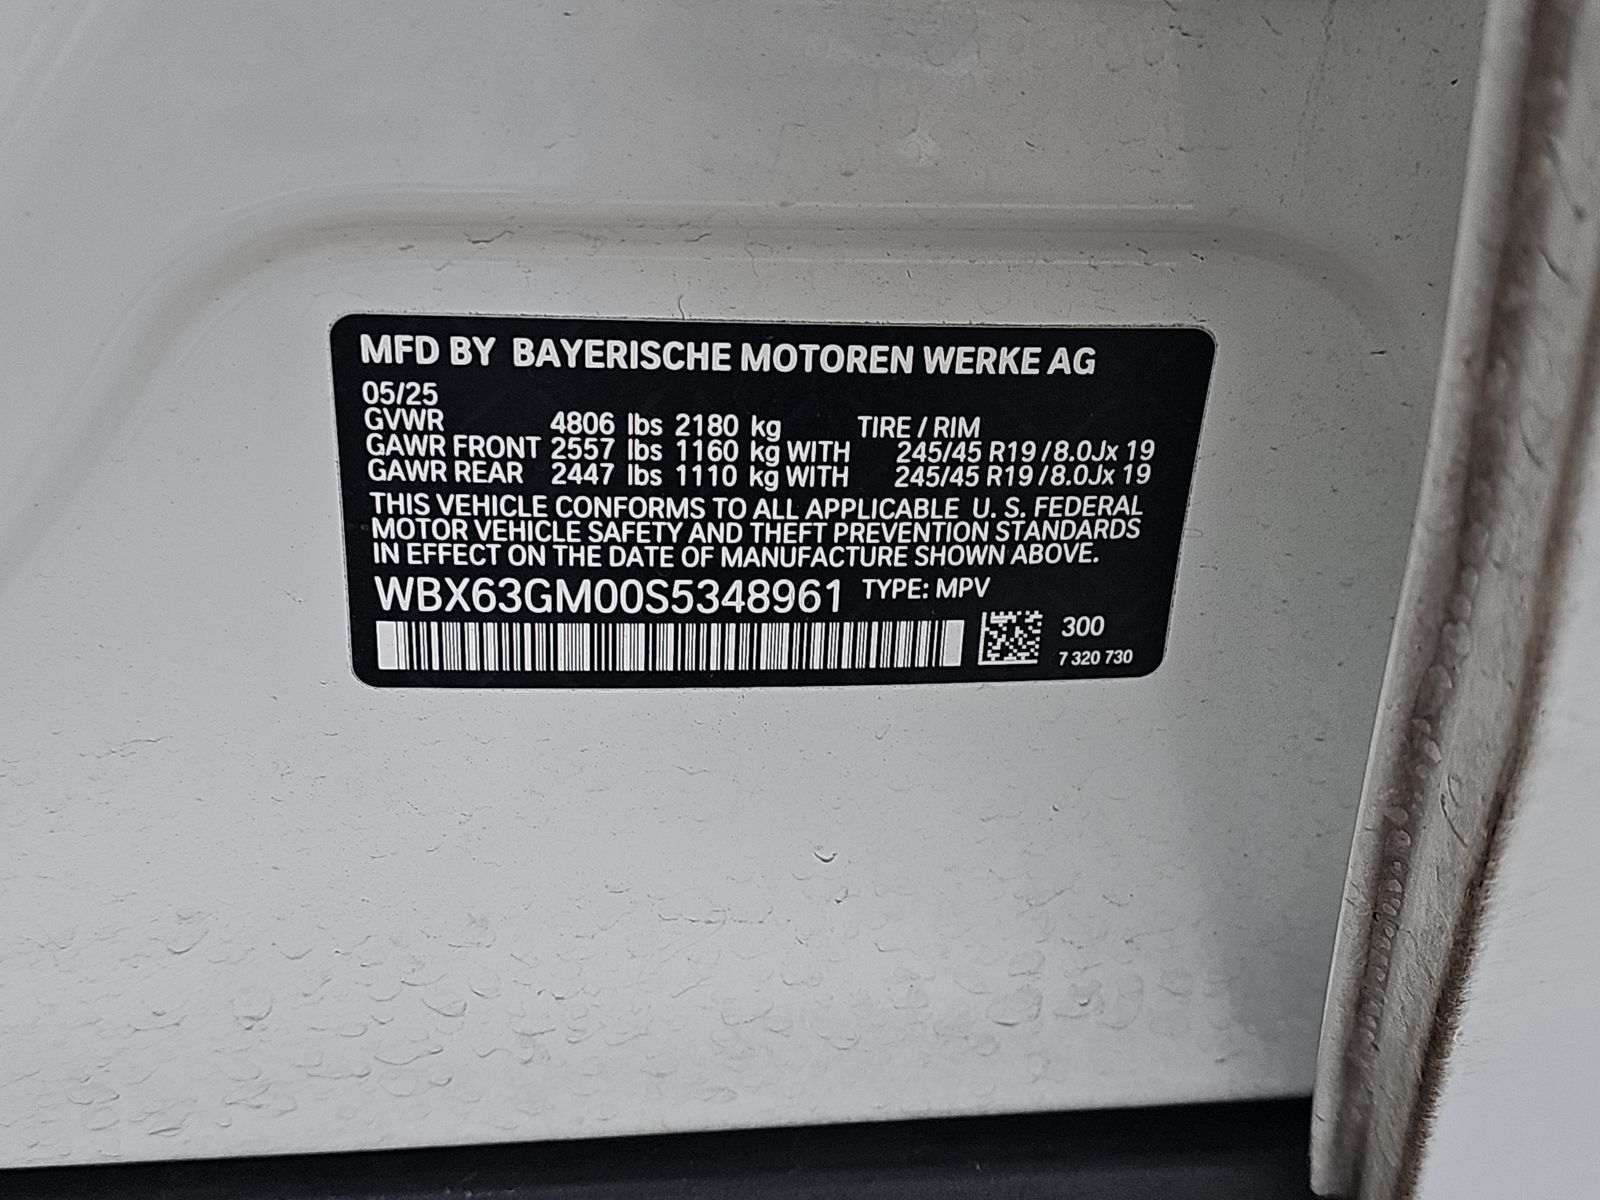 MFD BY BAYERISCHE MOTOREN WERKE AG
05/25
GVWR 4806 lbs 2180 kg TIRE / RIM
GAWR FRONT 2557 lbs 1160 kg WITH 245/45 R19 /8.0Jx 19
GAWR REAR 2447 lbs 1110 kg WITH 245/45 R19 /8.0Jx 19
THIS VEHICLE CONFORMS TO ALL APPLICABLE U. S. FEDERAL
MOTOR VEHICLE SAFETY AND THEFT PREVENTION STANDARDS
IN EFFECT ON THE DATE OF MANUFACTURE SHOWN ABOVE.
WBX63GM00S5348961 TYPE: MPV
300
7 320 730